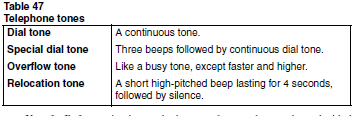 Table 47
Telephone tones
Dial tone A continuous tone.
Special dial tone Three beeps followed by continuous dial tone.
Overflow tone Like a busy tone, except faster and higher.
Relocation tone A short high-pitched beep lasting for 4 seconds,
followed by silence.